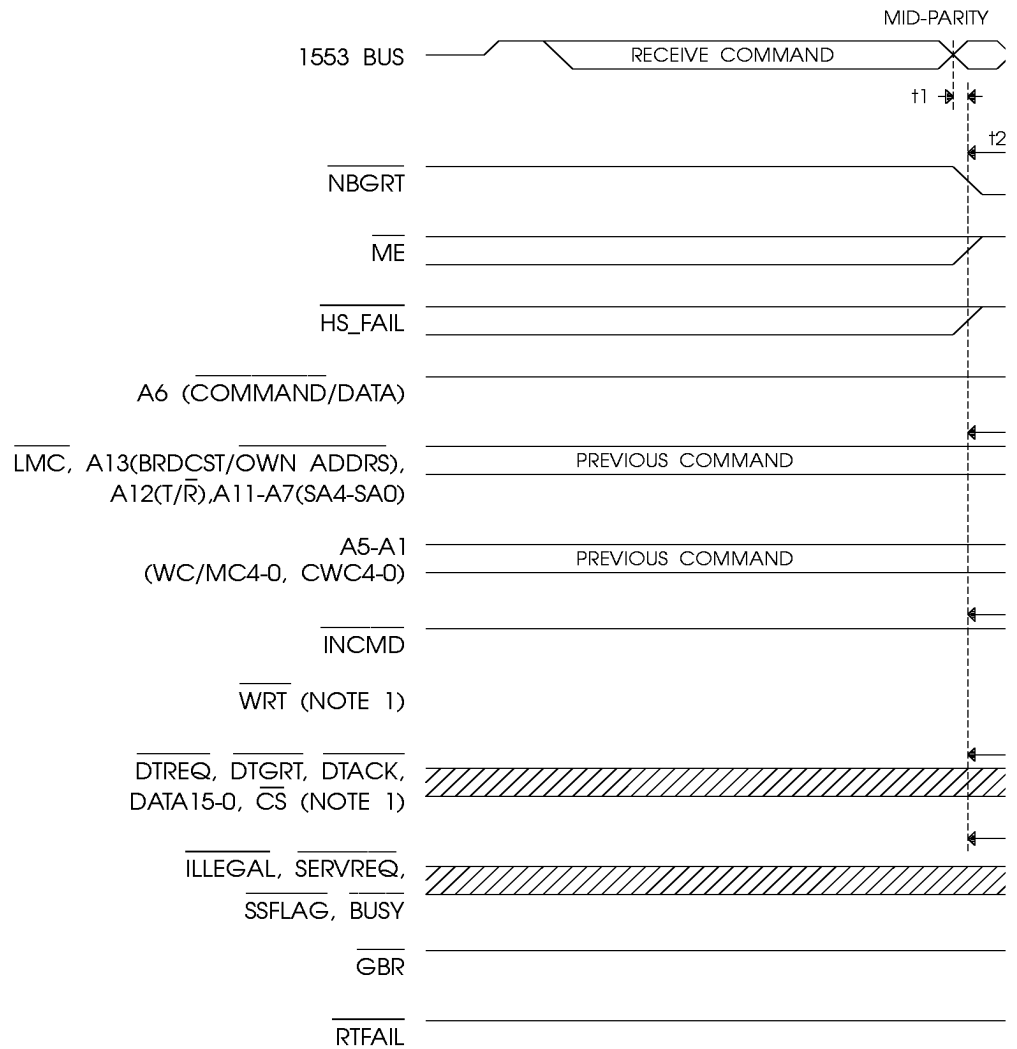 MID-PARITY
1553 BUS
RECEIVE COMMAND
t1
t2
NBGRT
ME
HS_FAIL
A6 (COMMAND/DATA)
LMC, A13(BRDCST/OWN ADDRS),
PREVIOUS COMMAND
A12(T/R),A11-A7(SA4-SA0)
A5-A1
PREVIOUS COMMAND
(WC/MC4-0, CWC4-0)
INCMD
WRT (NOTE 1)
DTREQ, DTGRT, DTACK,
DATA15-0, CS (NOTE 1)
ILLEGAL, SERVREQ,
SSFLAG, BUSY
GBR
RTFAIL